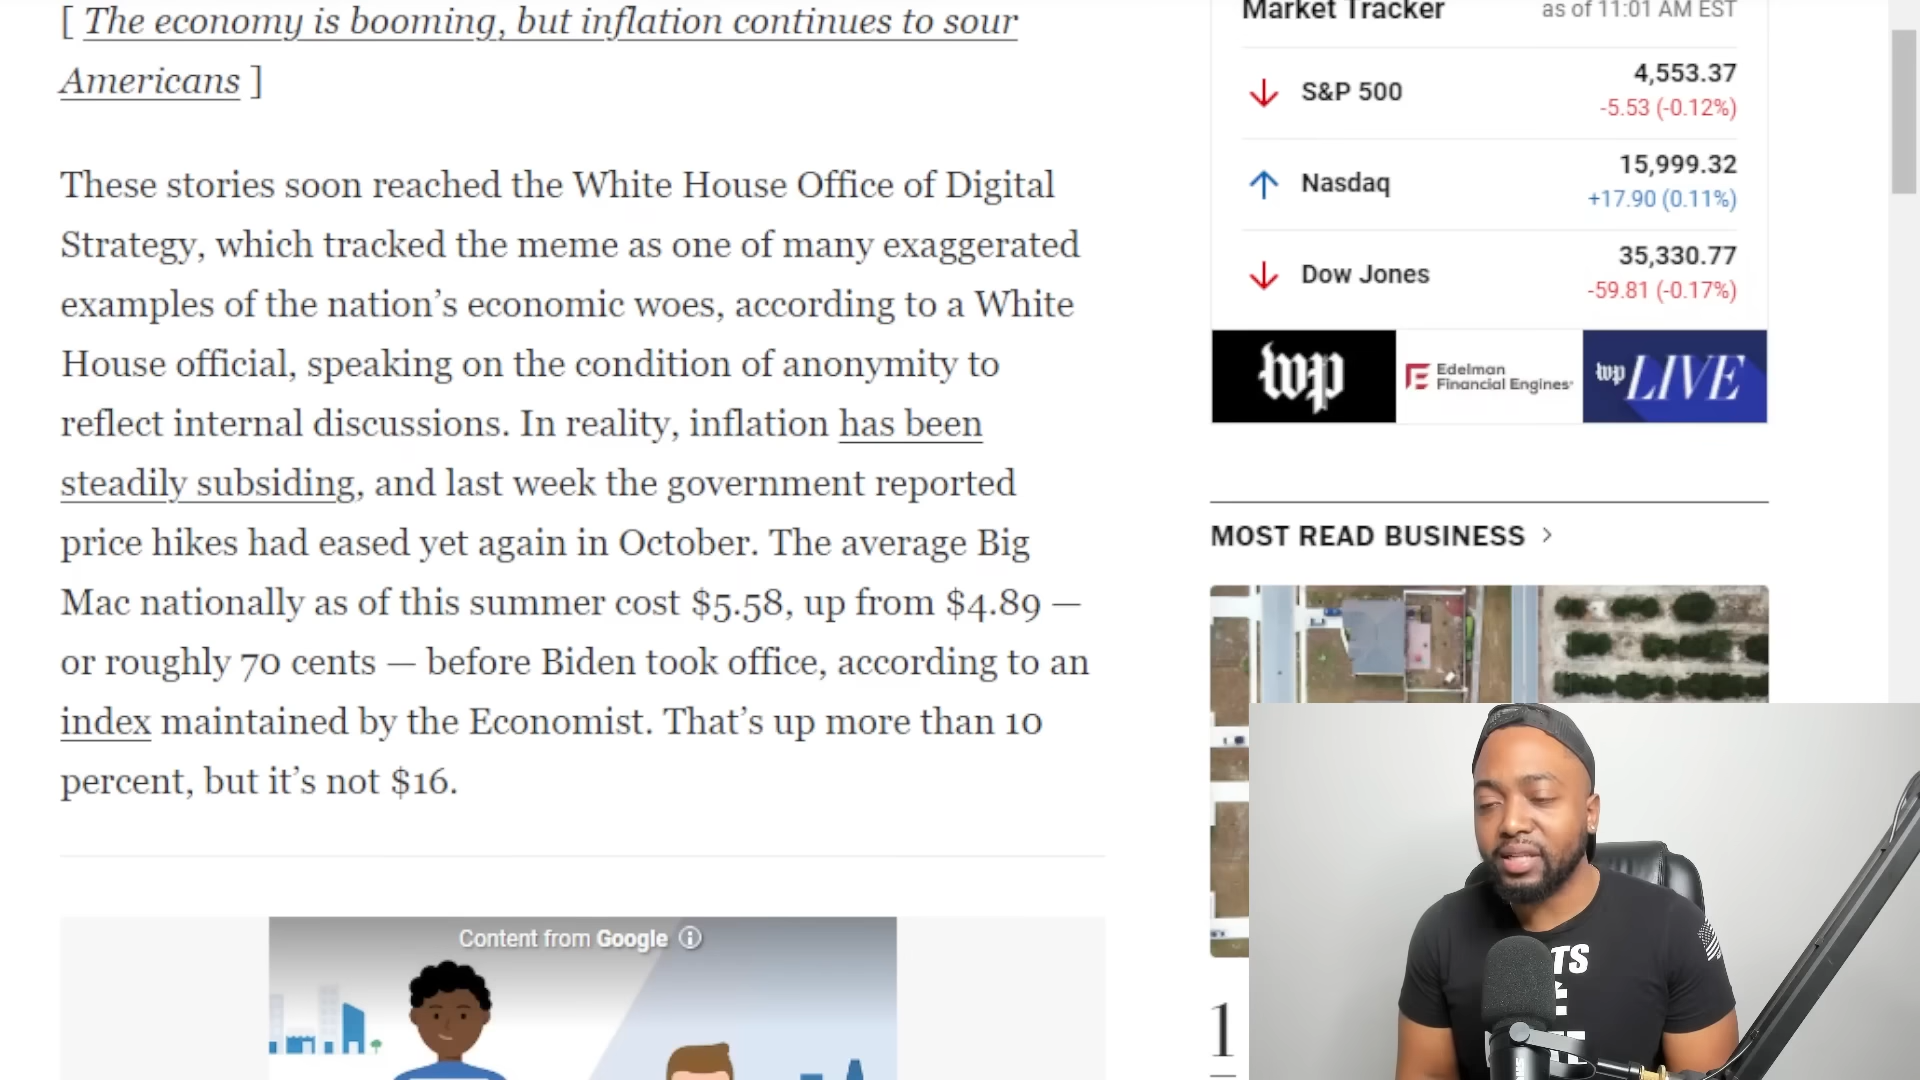 [ The economy is booming, but inflation continues to sour
Americans ]
These stories soon reached the White House Office of Digital
Strategy, which tracked the meme as one of many exaggerated
examples of the nation’s economic woes, according to a White
House official, speaking on the condition of anonymity to
reflect internal discussions. In reality, inflation has been
steadily subsiding, and last week the government reported
price hikes had eased yet again in October. The average Big
Mac nationally as of this summer cost $5.58, up from $4.89 —
or roughly 70 cents — before Biden took office, according to an
index maintained by the Economist. That’s up more than 10
percent, but it’s not $16.
Content from Google
Market Tracker
as of 11:01 AM EST
S&P 500
4,553.37
-5.53 (-0.12%)
Nasdaq
15,999.32
+17.90 (0.11%)
Dow Jones
35,330.77
-59.81 (-0.17%)
wp
Edelman
Financial Engines
wp LIVE
MOST READ BUSINESS >
1
TS